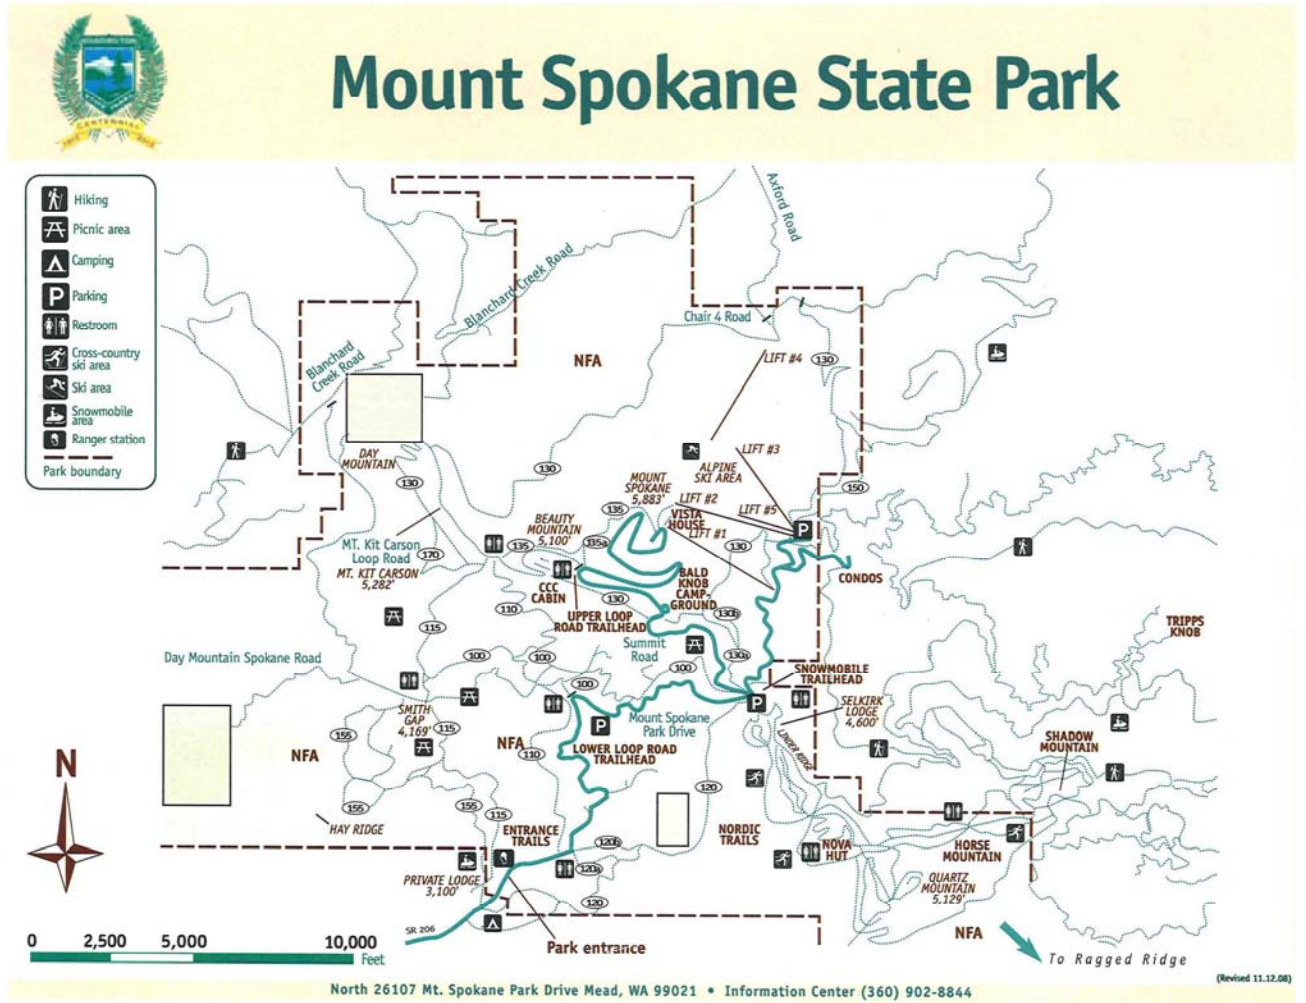 WASHINGTON
CENTENNIAL
1913 2013
Mount Spokane State Park
Hiking
Picnic area
Camping
Parking
Restroom
Cross-country
ski area
Ski area
Snowmobile
area
Ranger station
Park boundary
Axford Road
Blanchard Creek Road
Chair 4 Road
Blanchard
Creek Road
NFA
LIFT #4
130
DAY
MOUNTAIN
130
130
LIFT #3
ALPINE
SKI AREA
150
MOUNT
SPOKANE
5,883'
LIFT #2
VISTA
HOUSE
LIFT #5
LIFT #1
135
BEAUTY
MOUNTAIN
5,100'
135
135a
130
MT. Kit Carson
Loop Road
170
MT. KIT CARSON
5,282'
CCC
CABIN
BALD
KNOB
CAMP-
GROUND
CONDOS
110
130
130b
UPPER LOOP
ROAD TRAILHEAD
115
TRIPPS
KNOB
Day Mountain Spokane Road
100
100
Summit
Road
100
130a
SNOWMOBILE
TRAILHEAD
100
SELKIRK
LODGE
4,600'
SMITH
GAP
4,169'
115
155
NFA
NFA
110
Mount Spokane
Park Drive
LOWER LOOP ROAD
TRAILHEAD
LINDER RIDGE
SHADOW
MOUNTAIN
N
120
155
155
115
HAY RIDGE
ENTRANCE
TRAILS
120b
NORDIC
TRAILS
NOVA
HUT
HORSE
MOUNTAIN
PRIVATE LODGE
3,100'
120a
QUARTZ
MOUNTAIN
5,129'
120
SR 206
NFA
Park entrance
To Ragged Ridge
0 2,500 5,000 10,000
Feet
(Revised 11.12.08)
North 26107 Mt. Spokane Park Drive Mead, WA 99021 • Information Center (360) 902-8844